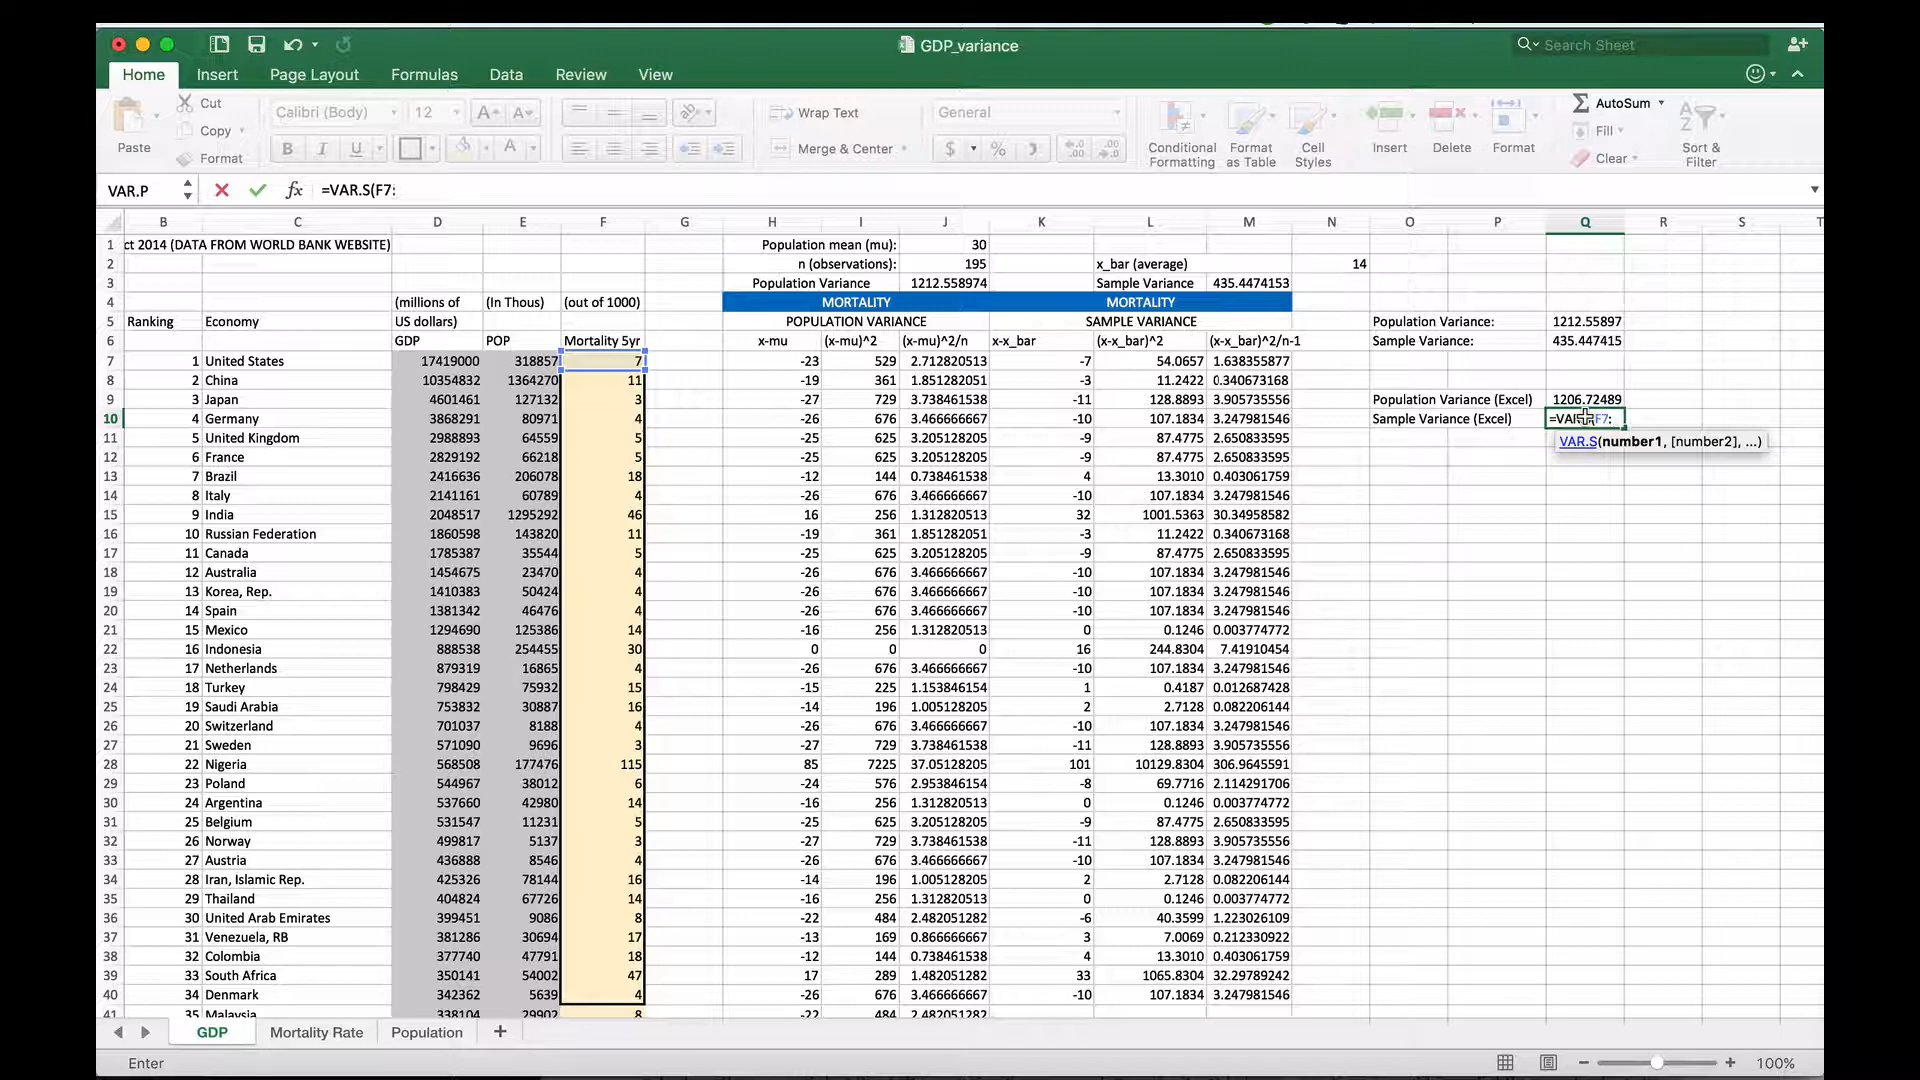 GDP_variance
Search Sheet
Home Insert Page Layout Formulas Data Review View
Paste
Cut
Copy
Format
Calibri (Body) 12
B I U
Wrap Text
Merge & Center
General
$ %
Conditional Formatting
Format as Table
Cell Styles
Insert Delete Format
AutoSum
Fill
Clear
Sort & Filter
VAR.P fx =VAR.S(F7:
B C D E F G H I J K L M N O P Q R S T
1 ct 2014 (DATA FROM WORLD BANK WEBSITE) Population mean (mu): 30
2 n (observations): 195 x_bar (average) 14
3 Population Variance 1212.558974 Sample Variance 435.4474153
4 (millions of (In Thous) (out of 1000) MORTALITY MORTALITY
5 Ranking Economy US dollars) POPULATION VARIANCE SAMPLE VARIANCE Population Variance: 1212.55897
6 GDP POP Mortality 5yr x-mu (x-mu)^2 (x-mu)^2/n x-x_bar (x-x_bar)^2 (x-x_bar)^2/n-1 Sample Variance: 435.447415
7 1 United States 17419000 318857 7 -23 529 2.712820513 -7 54.0657 1.638355877
8 2 China 10354832 1364270 11 -19 361 1.851282051 -3 11.2422 0.340673168
9 3 Japan 4601461 127132 3 -27 729 3.738461538 -11 128.8893 3.905735556 Population Variance (Excel) 1206.72489
10 4 Germany 3868291 80971 4 -26 676 3.466666667 -10 107.1834 3.247981546 Sample Variance (Excel) =VAR F7:
11 5 United Kingdom 2988893 64559 5 -25 625 3.205128205 -9 87.4775 2.650833595 VAR.S(number1, [number2], ...)
12 6 France 2829192 66218 5 -25 625 3.205128205 -9 87.4775 2.650833595
13 7 Brazil 2416636 206078 18 -12 144 0.738461538 4 13.3010 0.403061759
14 8 Italy 2141161 60789 4 -26 676 3.466666667 -10 107.1834 3.247981546
15 9 India 2048517 1295292 46 16 256 1.312820513 32 1001.5363 30.34958582
16 10 Russian Federation 1860598 143820 11 -19 361 1.851282051 -3 11.2422 0.340673168
17 11 Canada 1785387 35544 5 -25 625 3.205128205 -9 87.4775 2.650833595
18 12 Australia 1454675 23470 4 -26 676 3.466666667 -10 107.1834 3.247981546
19 13 Korea, Rep. 1410383 50424 4 -26 676 3.466666667 -10 107.1834 3.247981546
20 14 Spain 1381342 46476 4 -26 676 3.466666667 -10 107.1834 3.247981546
21 15 Mexico 1294690 125386 14 -16 256 1.312820513 0 0.1246 0.003774772
22 16 Indonesia 888538 254455 30 0 0 0 16 244.8304 7.41910454
23 17 Netherlands 879319 16865 4 -26 676 3.466666667 -10 107.1834 3.247981546
24 18 Turkey 798429 75932 15 -15 225 1.153846154 1 0.4187 0.012687428
25 19 Saudi Arabia 753832 30887 16 -14 196 1.005128205 2 2.7128 0.082206144
26 20 Switzerland 701037 8188 4 -26 676 3.466666667 -10 107.1834 3.247981546
27 21 Sweden 571090 9696 3 -27 729 3.738461538 -11 128.8893 3.905735556
28 22 Nigeria 568508 177476 115 85 7225 37.05128205 101 10129.8304 306.9645591
29 23 Poland 544967 38012 6 -24 576 2.953846154 -8 69.7716 2.114291706
30 24 Argentina 537660 42980 14 -16 256 1.312820513 0 0.1246 0.003774772
31 25 Belgium 531547 11231 5 -25 625 3.205128205 -9 87.4775 2.650833595
32 26 Norway 499817 5137 3 -27 729 3.738461538 -11 128.8893 3.905735556
33 27 Austria 436888 8546 4 -26 676 3.466666667 -10 107.1834 3.247981546
34 28 Iran, Islamic Rep. 425326 78144 16 -14 196 1.005128205 2 2.7128 0.082206144
35 29 Thailand 404824 67726 14 -16 256 1.312820513 0 0.1246 0.003774772
36 30 United Arab Emirates 399451 9086 8 -22 484 2.482051282 -6 40.3599 1.223026109
37 31 Venezuela, RB 381286 30694 17 -13 169 0.866666667 3 7.0069 0.212330922
38 32 Colombia 377740 47791 18 -12 144 0.738461538 4 13.3010 0.403061759
39 33 South Africa 350141 54002 47 17 289 1.482051282 33 1065.8304 32.29789242
40 34 Denmark 342362 5639 4 -26 676 3.466666667 -10 107.1834 3.247981546
41 35 Malaysia 338104 29902 8 -22 484 2.482051282
GDP Mortality Rate Population +
Enter 100%